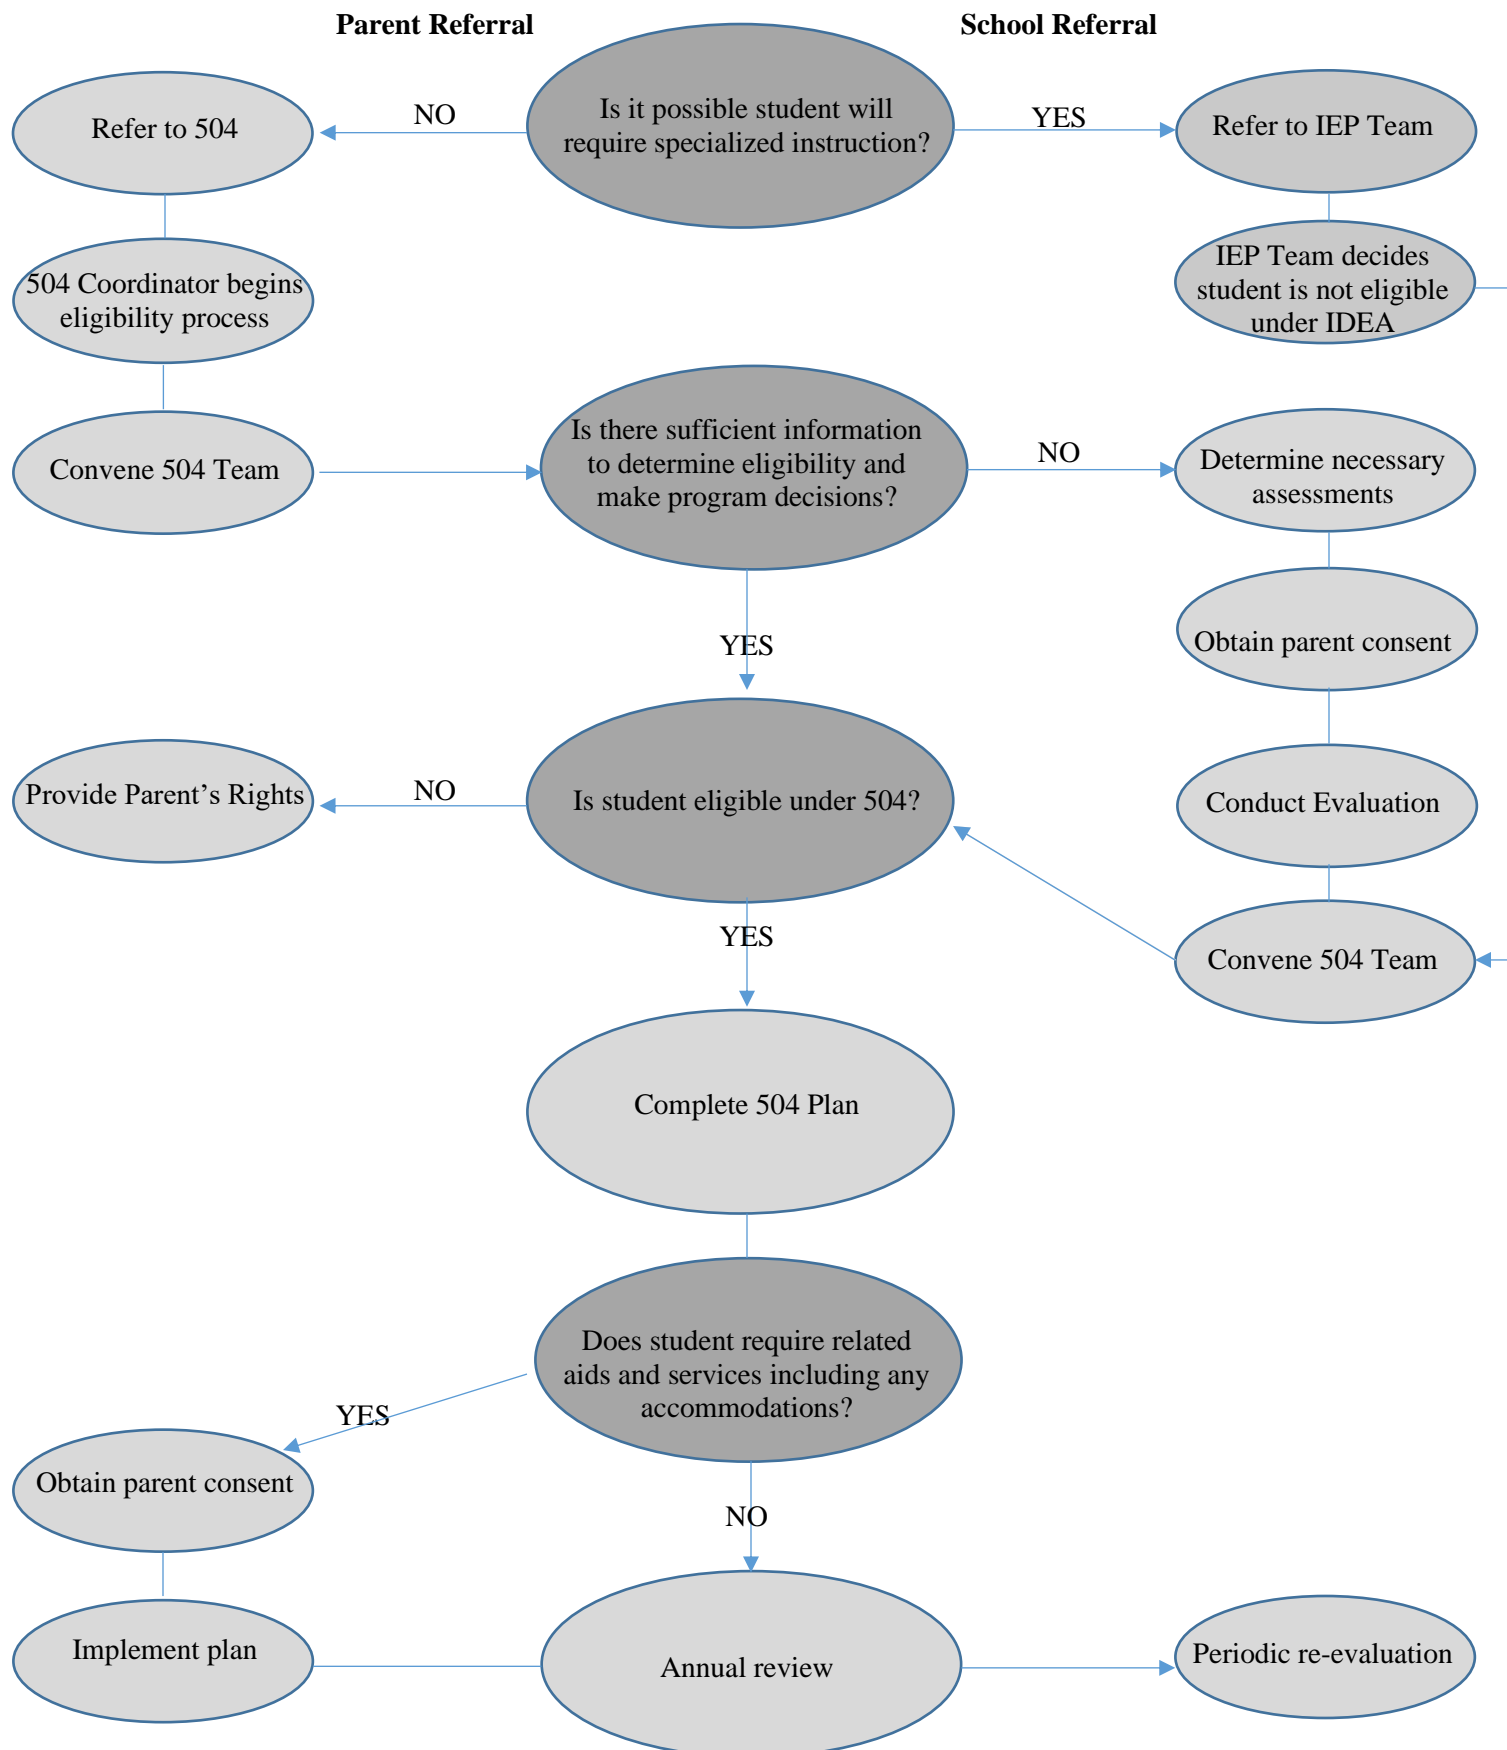 Parent Referral
School Referral
Is it possible student will
require specialized instruction?
NO
YES
Refer to 504
Refer to IEP Team
504 Coordinator begins
eligibility process
IEP Team decides
student is not eligible
under IDEA
Convene 504 Team
Is there sufficient information
to determine eligibility and
make program decisions?
NO
Determine necessary
assessments
YES
Obtain parent consent
Provide Parent’s Rights
NO
Is student eligible under 504?
Conduct Evaluation
YES
Convene 504 Team
Complete 504 Plan
Does student require related
aids and services including any
accommodations?
YES
Obtain parent consent
NO
Implement plan
Annual review
Periodic re-evaluation